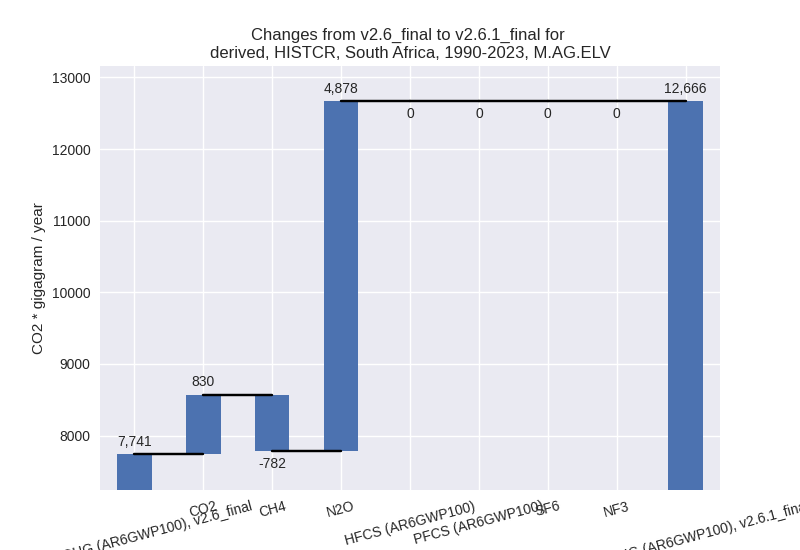 Changes from v2.6_final to v2.6.1_final for
derived, HISTCR, South Africa, 1990-2023, M.AG.ELV
CO2 * gigagram / year
13000
12000
11000
10000
9000
8000
7,741
830
-782
4,878
0
0
0
0
12,666
(AR6GWP100), v2.6_final
CO2
CH4
N2O
HFCS (AR6GWP100)
PFCS (AR6GWP100)
SF6
NF3
(AR6GWP100), v2.6.1_fina